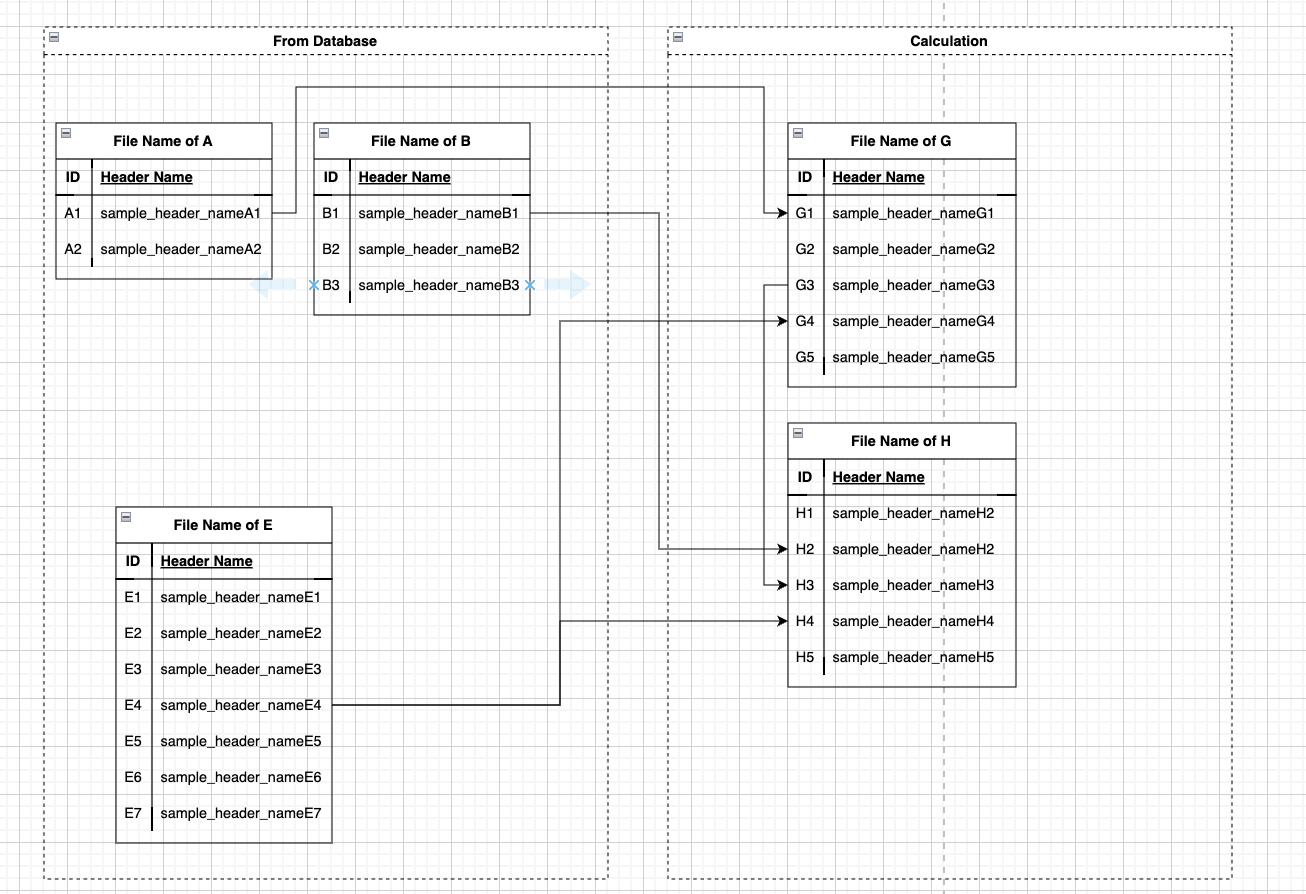 From Database
File Name of A
ID Header Name
A1 sample_header_nameA1
A2 sample_header_nameA2
File Name of B
ID Header Name
B1 sample_header_nameB1
B2 sample_header_nameB2
B3 sample_header_nameB3
File Name of E
ID Header Name
E1 sample_header_nameE1
E2 sample_header_nameE2
E3 sample_header_nameE3
E4 sample_header_nameE4
E5 sample_header_nameE5
E6 sample_header_nameE6
E7 sample_header_nameE7
Calculation
File Name of G
ID Header Name
G1 sample_header_nameG1
G2 sample_header_nameG2
G3 sample_header_nameG3
G4 sample_header_nameG4
G5 sample_header_nameG5
File Name of H
ID Header Name
H1 sample_header_nameH2
H2 sample_header_nameH2
H3 sample_header_nameH3
H4 sample_header_nameH4
H5 sample_header_nameH5